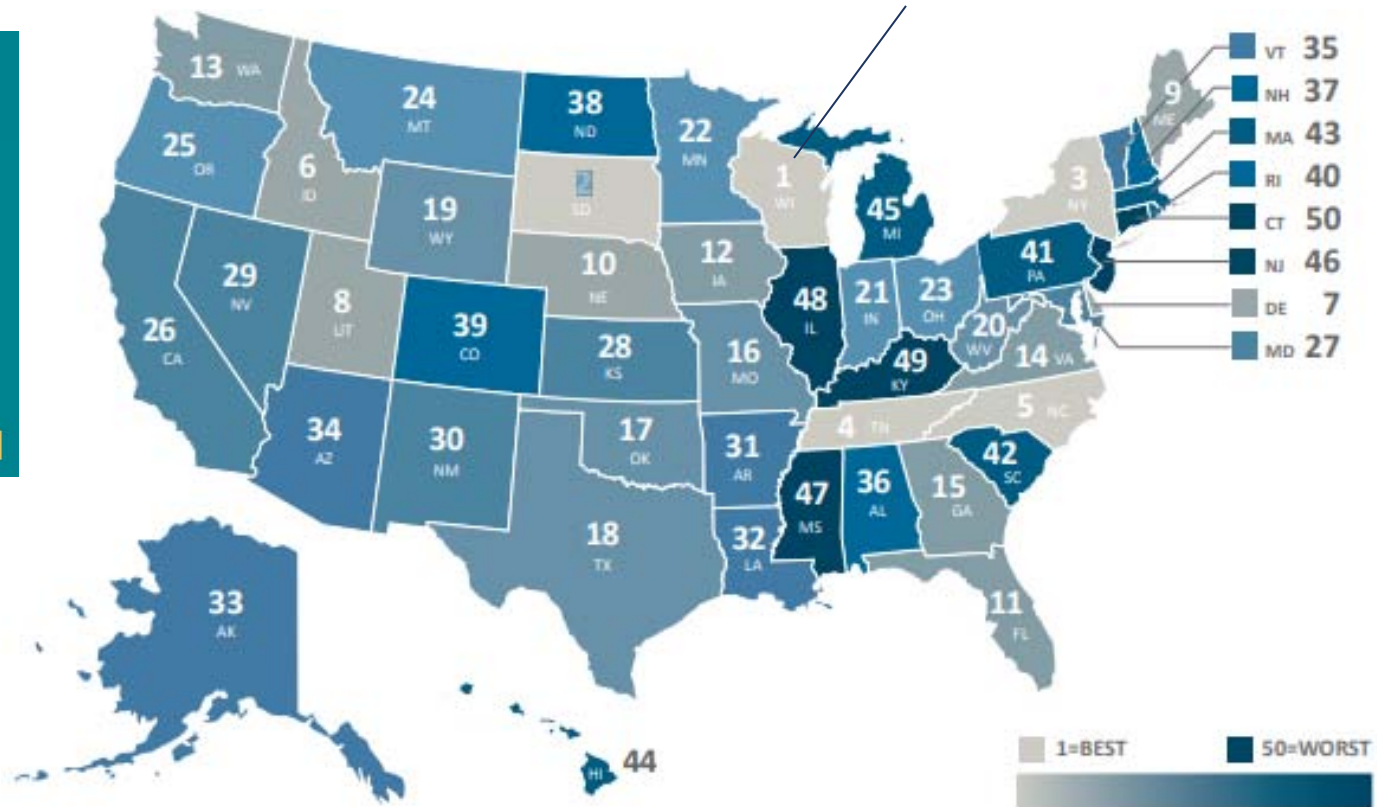 13 WA
24
MT
38
ND
22
MN
25
OR
6
ID
2
SD
1
WI
3
NY
9
ME
19
WY
45
MI
10
NE
12
IA
41
PA
29
NV
8
UT
48
IL
21
IN
23
OH
20
WV
26
CA
39
CO
28
KS
16
MO
49
KY
14 VA
34
AZ
30
NM
17
OK
31
AR
4 TN
5 NC
42
SC
47
MS
36
AL
15
GA
18
TX
32
LA
11
FL
33
AK
HI 44
VT 35
NH 37
MA 43
RI 40
CT 50
NJ 46
DE 7
MD 27
1=BEST
50=WORST